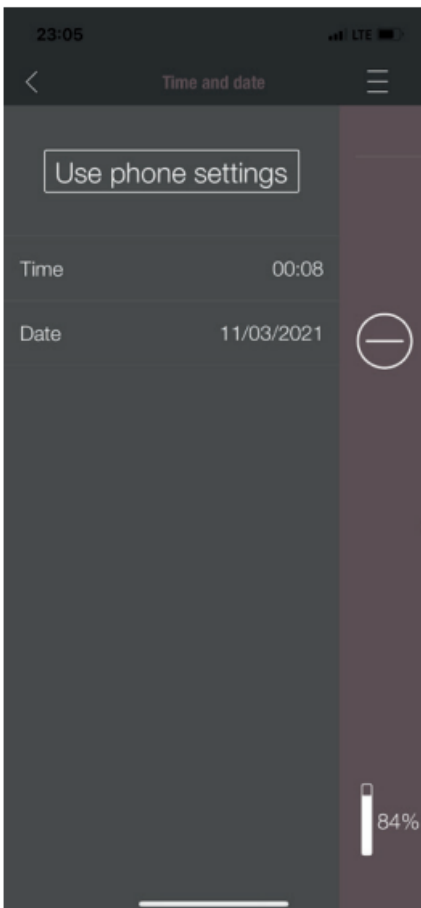 23:05 LTE
Time and date
Use phone settings
Time 00:08
Date 11/03/2021
84%